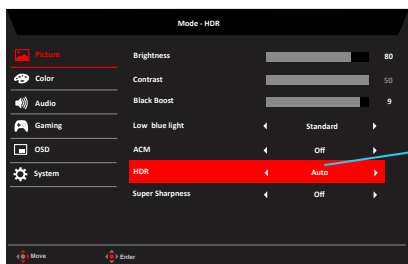 Mode - HDR
Picture
Brightness 80
Color
Contrast 50
Audio
Black Boost 9
Gaming
Low blue light Standard
OSD
ACM Off
System
HDR Auto
Super Sharpness Off
Move Enter